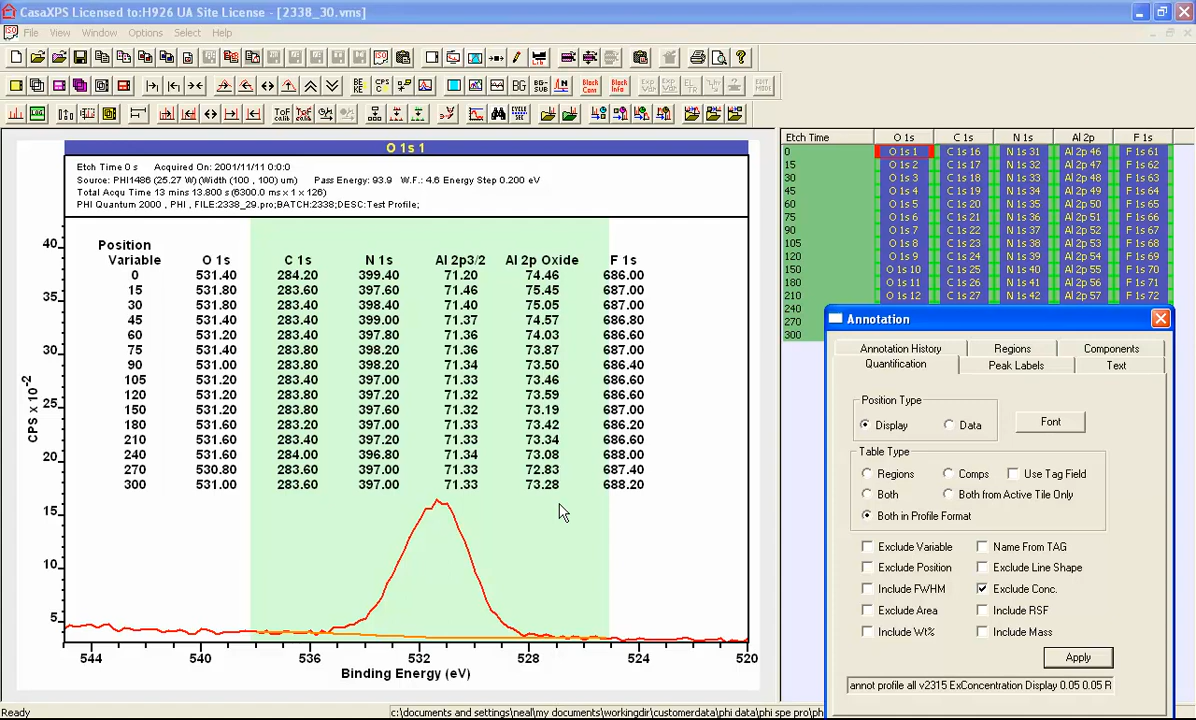 CasaXPS Licensed to:H926 UA Site License - [2338_30.vms]
File View Window Options Select Help
O 1s 1
Etch Time 0 s Acquired On: 2001/11/11 0:0:0
Source: PHI1486 (25.27 W) (Width (100 , 100) um) Pass Energy: 93.9 W.F.: 4.6 Energy Step 0.200 eV
Total Acqu Time 13 mins 13.800 s (6300.0 ms x 1 x 126)
PHI Quantum 2000 , PHI , FILE:2338_29.pro;BATCH:2338;DESC:Test Profile;
Position
Variable O 1s C 1s N 1s Al 2p3/2 Al 2p Oxide F 1s
0 531.40 284.20 399.40 71.20 74.46 686.00
15 531.80 283.60 397.60 71.46 75.45 687.00
30 531.80 283.60 398.40 71.40 75.05 687.00
45 531.40 283.60 399.80 71.37 74.57 686.80
60 531.20 283.60 397.00 71.36 74.03 686.60
75 531.40 283.80 398.20 71.36 73.87 687.00
90 531.00 283.80 398.20 71.36 73.50 686.40
105 531.20 283.40 397.00 71.33 73.46 686.60
120 531.20 283.80 397.00 71.32 73.59 686.60
150 531.20 283.80 397.60 71.32 73.19 687.00
180 531.60 283.80 397.00 71.33 73.42 686.20
210 531.60 283.40 397.20 71.33 73.34 686.60
240 531.60 284.00 396.80 71.34 73.08 688.00
270 530.80 283.60 397.00 71.33 72.83 687.40
300 531.00 283.60 397.00 71.33 73.28 688.20
CPS x 10-2
40
35
30
25
20
15
10
5
544 540 536 532 528 524 520
Binding Energy (eV)
Etch Time O 1s C 1s N 1s Al 2p F 1s
0 O 1s 1 C 1s 16 N 1s 31 Al 2p 46 F 1s 61
15 O 1s 2 C 1s 17 N 1s 32 Al 2p 47 F 1s 62
30 O 1s 3 C 1s 18 N 1s 33 Al 2p 48 F 1s 63
45 O 1s 4 C 1s 19 N 1s 34 Al 2p 49 F 1s 64
60 O 1s 5 C 1s 20 N 1s 35 Al 2p 50 F 1s 65
75 O 1s 6 C 1s 21 N 1s 36 Al 2p 51 F 1s 66
90 O 1s 7 C 1s 22 N 1s 37 Al 2p 52 F 1s 67
105 O 1s 8 C 1s 23 N 1s 38 Al 2p 53 F 1s 68
120 O 1s 9 C 1s 24 N 1s 39 Al 2p 54 F 1s 69
150 O 1s 10 C 1s 25 N 1s 40 Al 2p 55 F 1s 70
180 O 1s 11 C 1s 26 N 1s 41 Al 2p 56 F 1s 71
210 O 1s 12 C 1s 27 N 1s 42 Al 2p 57 F 1s 72
240
270
300
Annotation
Annotation History Regions Components
Quantification Peak Labels Text
Position Type
Display Data Font
Table Type
Regions Comps Use Tag Field
Both Both from Active Tile Only
Both in Profile Format
Exclude Variable Name From TAG
Exclude Position Exclude Line Shape
Include FWHM Exclude Conc.
Exclude Area Include RSF
Include Wt% Include Mass
Apply
annot profile all v2315 ExConcentration Display 0.05 0.05 R
Ready c:\documents and settings\neal\my documents\workingdir\customerdata\phi data\phi spe pro\ph